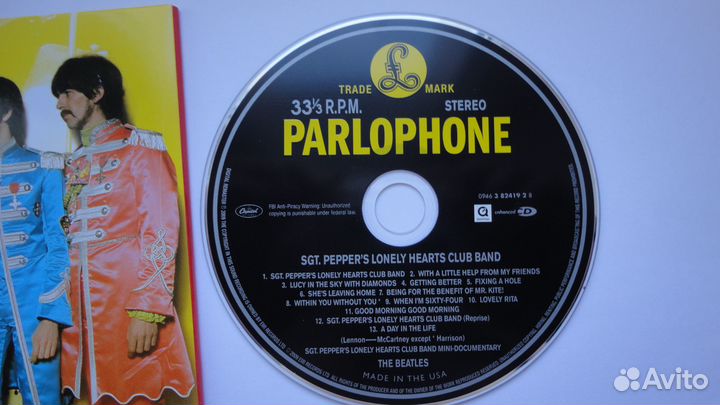 £
TRADE MARK
33⅓ R.P.M. STEREO
PARLOPHONE
0946 3 82419 2 8
Capitol
FBI Anti-Piracy Warning: Unauthorized
copying is punishable under federal law.
enhanced CD
SGT. PEPPER'S LONELY HEARTS CLUB BAND
1. SGT. PEPPER'S LONELY HEARTS CLUB BAND 2. WITH A LITTLE HELP FROM MY FRIENDS
3. LUCY IN THE SKY WITH DIAMONDS 4. GETTING BETTER 5. FIXING A HOLE
6. SHE'S LEAVING HOME 7. BEING FOR THE BENEFIT OF MR. KITE!
8. WITHIN YOU WITHOUT YOU * 9. WHEN I'M SIXTY-FOUR 10. LOVELY RITA
11. GOOD MORNING GOOD MORNING
12. SGT. PEPPER'S LONELY HEARTS CLUB BAND (Reprise)
13. A DAY IN THE LIFE
(Lennon—McCartney except * Harrison)
SGT. PEPPER'S LONELY HEARTS CLUB BAND MINI-DOCUMENTARY
THE BEATLES
MADE IN THE USA
Avito